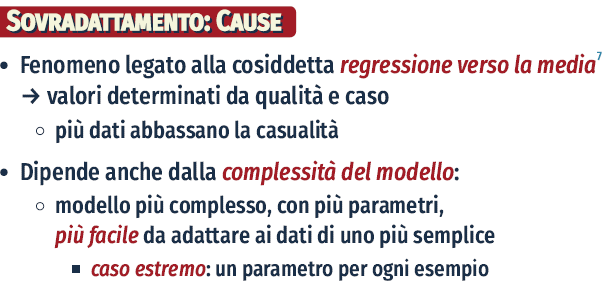 Sovradattamento: Cause
• Fenomeno legato alla cosiddetta regressione verso la media⁷
→ valori determinati da qualità e caso
◦ più dati abbassano la casualità
• Dipende anche dalla complessità del modello:
◦ modello più complesso, con più parametri,
più facile da adattare ai dati di uno più semplice
▪ caso estremo: un parametro per ogni esempio